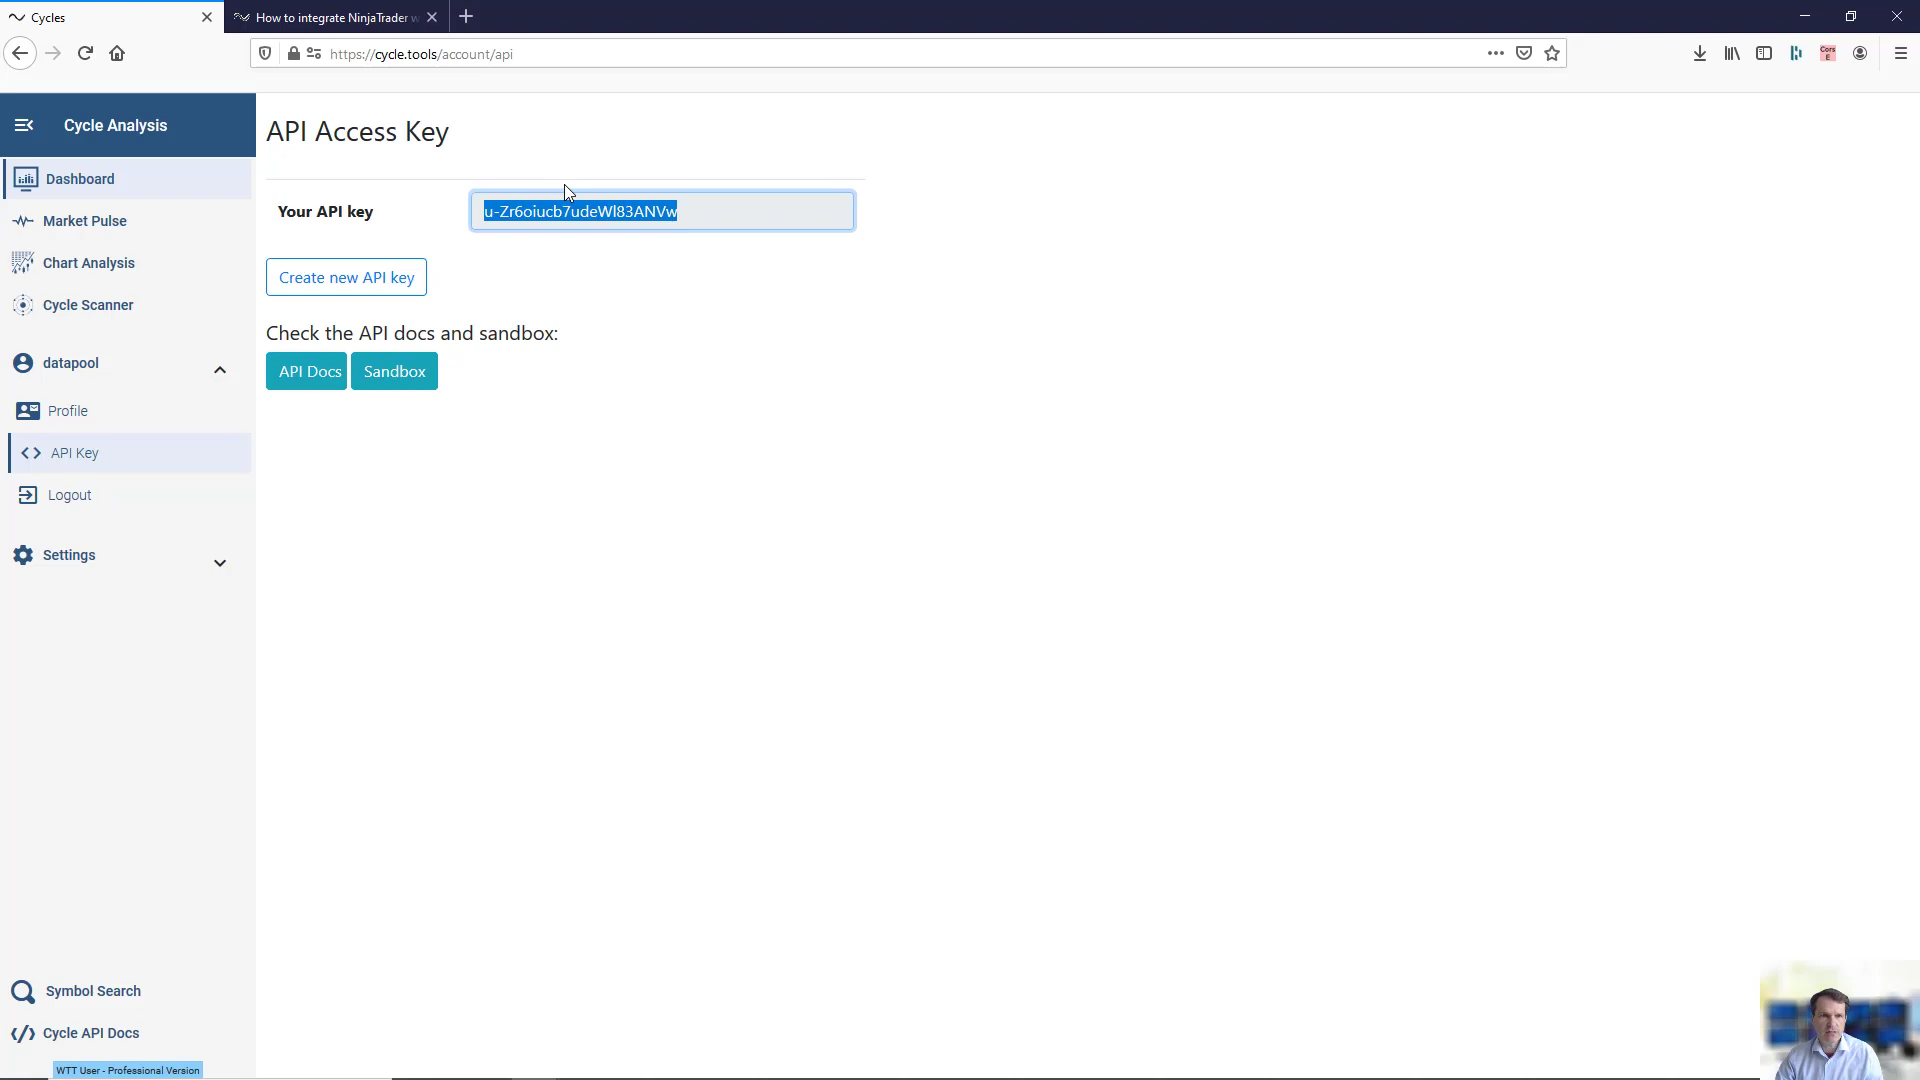 Cycles
How to integrate NinjaTrader w
https://cycle.tools/account/api
Cors
E
Cycle Analysis
Dashboard
Market Pulse
Chart Analysis
Cycle Scanner
datapool
Profile
API Key
Logout
Settings
Symbol Search
Cycle API Docs
WTT User - Professional Version
API Access Key
Your API key
u-Zr6oiucb7udeWl83ANVw
Create new API key
Check the API docs and sandbox:
API Docs
Sandbox